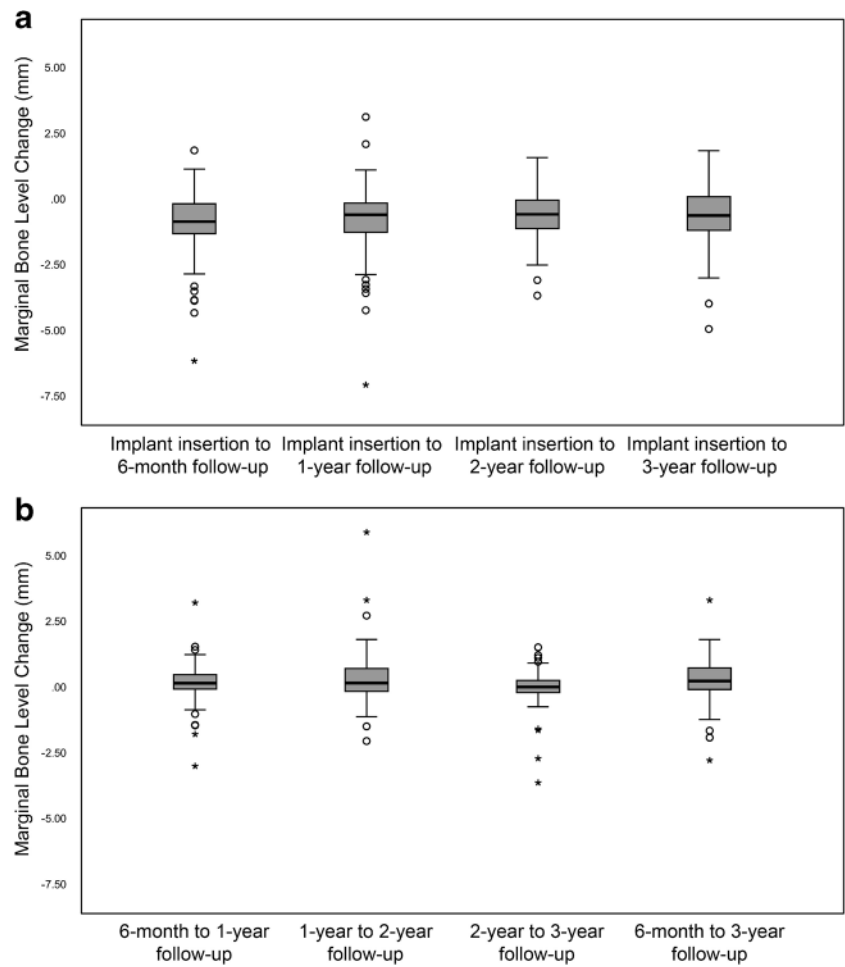 a
Marginal Bone Level Change (mm)
5.00
2.50
.00
-2.50
-5.00
-7.50
Implant insertion to
6-month follow-up
Implant insertion to
1-year follow-up
Implant insertion to
2-year follow-up
Implant insertion to
3-year follow-up
b
Marginal Bone Level Change (mm)
5.00
2.50
.00
-2.50
-5.00
-7.50
6-month to 1-year
follow-up
1-year to 2-year
follow-up
2-year to 3-year
follow-up
6-month to 3-year
follow-up